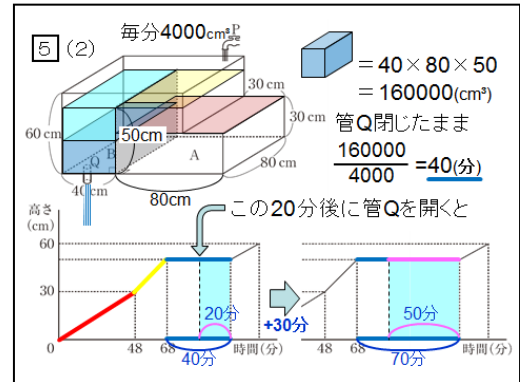 5 (2)
毎分4000cm³ P
30cm
60cm
50cm
30cm
B
Q
A
40cm
80cm
80cm
=40×80×50
=160000(cm³)
管Q閉じたまま
160000
4000
=40(分)
この20分後に管Qを開くと
高さ
(cm)
60
30
0
48
68
時間(分)
20分
40分
+30分
48
68
時間(分)
50分
70分